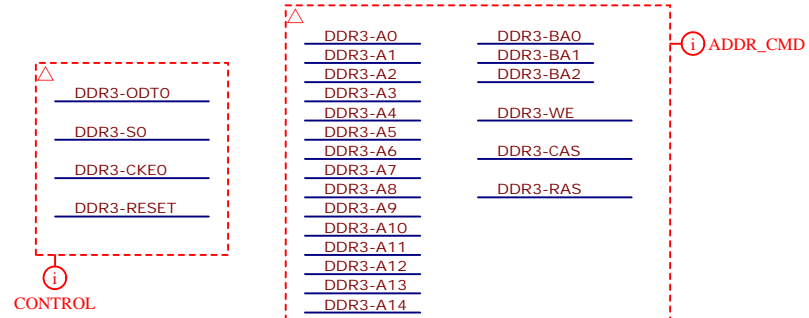 DDR3-ODT0
DDR3-S0
DDR3-CKE0
DDR3-RESET
i
CONTROL
DDR3-A0
DDR3-A1
DDR3-A2
DDR3-A3
DDR3-A4
DDR3-A5
DDR3-A6
DDR3-A7
DDR3-A8
DDR3-A9
DDR3-A10
DDR3-A11
DDR3-A12
DDR3-A13
DDR3-A14
DDR3-BA0
DDR3-BA1
DDR3-BA2
DDR3-WE
DDR3-CAS
DDR3-RAS
i ADDR_CMD